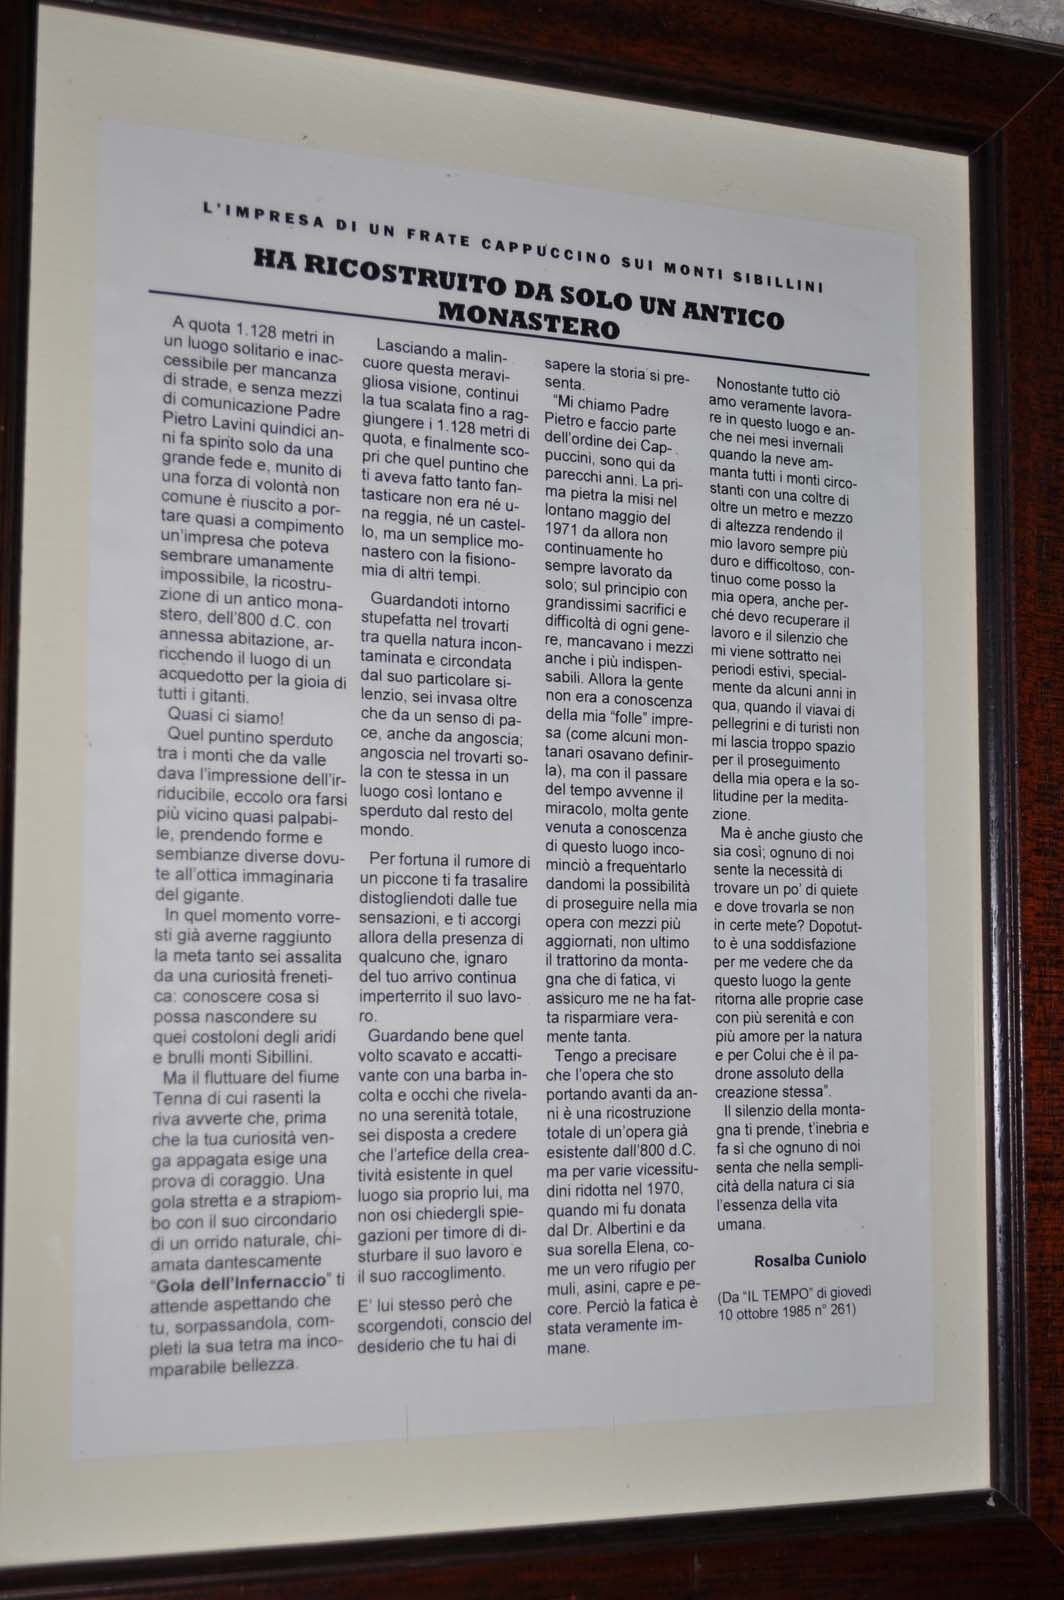 L'IMPRESA DI UN FRATE CAPPUCCINO SUI MONTI SIBILLINI
HA RICOSTRUITO DA SOLO UN ANTICO
MONASTERO
A quota 1.128 metri in
un luogo solitario e inac-
cessibile per mancanza
di strade, e senza mezzi
di comunicazione Padre
Pietro Lavini quindici an-
ni fa spinto solo da una
grande fede e, munito di
una forza di volontà non
comune è riuscito a por-
tare quasi a compimento
un'impresa che poteva
sembrare umanamente
impossibile, la ricostru-
zione di un antico mona-
stero, dell'800 d.C. con
annessa abitazione, ar-
ricchendo il luogo di un
acquedotto per la gioia di
tutti i gitanti.
Quasi ci siamo!
Quel puntino sperduto
tra i monti che da valle
dava l'impressione dell'ir-
riducibile, eccolo ora farsi
più vicino quasi palpabi-
le, prendendo forme e
sembianze diverse dovu-
te all'ottica immaginaria
del gigante.
In quel momento vorre-
sti già averne raggiunto
la meta tanto sei assalita
da una curiosità freneti-
ca: conoscere cosa si
possa nascondere su
quei costoloni degli aridi
e brulli monti Sibillini.
Ma il fluttuare del fiume
Tenna di cui rasenti la
riva avverte che, prima
che la tua curiosità ven-
ga appagata esige una
prova di coraggio. Una
gola stretta e a strapiom-
bo con il suo circondario
di un orrido naturale, chi-
amata dantescamente
"Gola dell'Infernaccio" ti
attende aspettando che
tu, sorpassandola, com-
pleti la sua tetra ma inco-
mparabile bellezza.
Lasciando a malin-
cuore questa meravi-
gliosa visione, continui
la tua scalata fino a rag-
giungere i 1.128 metri di
quota, e finalmente sco-
pri che quel puntino che
ti aveva fatto tanto fan-
tasticare non era né u-
na reggia, né un castel-
lo, ma un semplice mo-
nastero con la fisiono-
mia di altri tempi.
Guardandoti intorno
stupefatta nel trovarti
tra quella natura incon-
taminata e circondata
dal suo particolare si-
lenzio, sei invasa oltre
che da un senso di pa-
ce, anche da angoscia;
angoscia nel trovarti so-
la con te stessa in un
luogo così lontano e
sperduto dal resto del
mondo.
Per fortuna il rumore di
un piccone ti fa trasalire
distogliendoti dalle tue
sensazioni, e ti accorgi
allora della presenza di
qualcuno che, ignaro
del tuo arrivo continua
imperterrito il suo lavo-
ro.
Guardando bene quel
volto scavato e accatti-
vante con una barba in-
colta e occhi che rivela-
no una serenità totale,
sei disposta a credere
che l'artefice della crea-
tività esistente in quel
luogo sia proprio lui, ma
non osi chiedergli spie-
gazioni per timore di di-
sturbare il suo lavoro e
il suo raccoglimento.
E' lui stesso però che
scorgendoti, conscio del
desiderio che tu hai di
sapere la storia si pre-
senta.
"Mi chiamo Padre
Pietro e faccio parte
dell'ordine dei Cap-
puccini, sono qui da
parecchi anni. La pri-
ma pietra la misi nel
lontano maggio del
1971 da allora non
continuamente ho
sempre lavorato da
solo; sul principio con
grandissimi sacrifici e
difficoltà di ogni gene-
re, mancavano i mezzi
anche i più indispen-
sabili. Allora la gente
non era a conoscenza
della mia "folle" impre-
sa (come alcuni mon-
tanari osavano definir-
la), ma con il passare
del tempo avvenne il
miracolo, molta gente
venuta a conoscenza
di questo luogo inco-
minciò a frequentarlo
dandomi la possibilità
di proseguire nella mia
opera con mezzi più
aggiornati, non ultimo
il trattorino da monta-
gna che di fatica, vi
assicuro me ne ha fat-
ta risparmiare vera-
mente tanta.
Tengo a precisare
che l'opera che sto
portando avanti da an-
ni è una ricostruzione
totale di un'opera già
esistente dall'800 d.C.
ma per varie vicessitu-
dini ridotta nel 1970,
quando mi fu donata
dal Dr. Albertini e da
sua sorella Elena, co-
me un vero rifugio per
muli, asini, capre e pe-
core. Perciò la fatica è
stata veramente im-
mane.
Nonostante tutto ciò
amo veramente lavora-
re in questo luogo e an-
che nei mesi invernali
quando la neve am-
manta tutti i monti circo-
stanti con una coltre di
oltre un metro e mezzo
di altezza rendendo il
mio lavoro sempre più
duro e difficoltoso, con-
tinuo come posso la
mia opera, anche per-
ché devo recuperare il
lavoro e il silenzio che
mi viene sottratto nei
periodi estivi, special-
mente da alcuni anni in
qua, quando il viavai di
pellegrini e di turisti non
mi lascia troppo spazio
per il proseguimento
della mia opera e la so-
litudine per la medita-
zione.
Ma è anche giusto che
sia così; ognuno di noi
sente la necessità di
trovare un po' di quiete
e dove trovarla se non
in certe mete? Dopotut-
to è una soddisfazione
per me vedere che da
questo luogo la gente
ritorna alle proprie case
con più serenità e con
più amore per la natura
e per Colui che è il pa-
drone assoluto della
creazione stessa".
Il silenzio della monta-
gna ti prende, t'inebria e
fa sì che ognuno di noi
senta che nella sempli-
cità della natura ci sia
l'essenza della vita
umana.
Rosalba Cuniolo
(Da "IL TEMPO" di giovedì
10 ottobre 1985 n° 261)